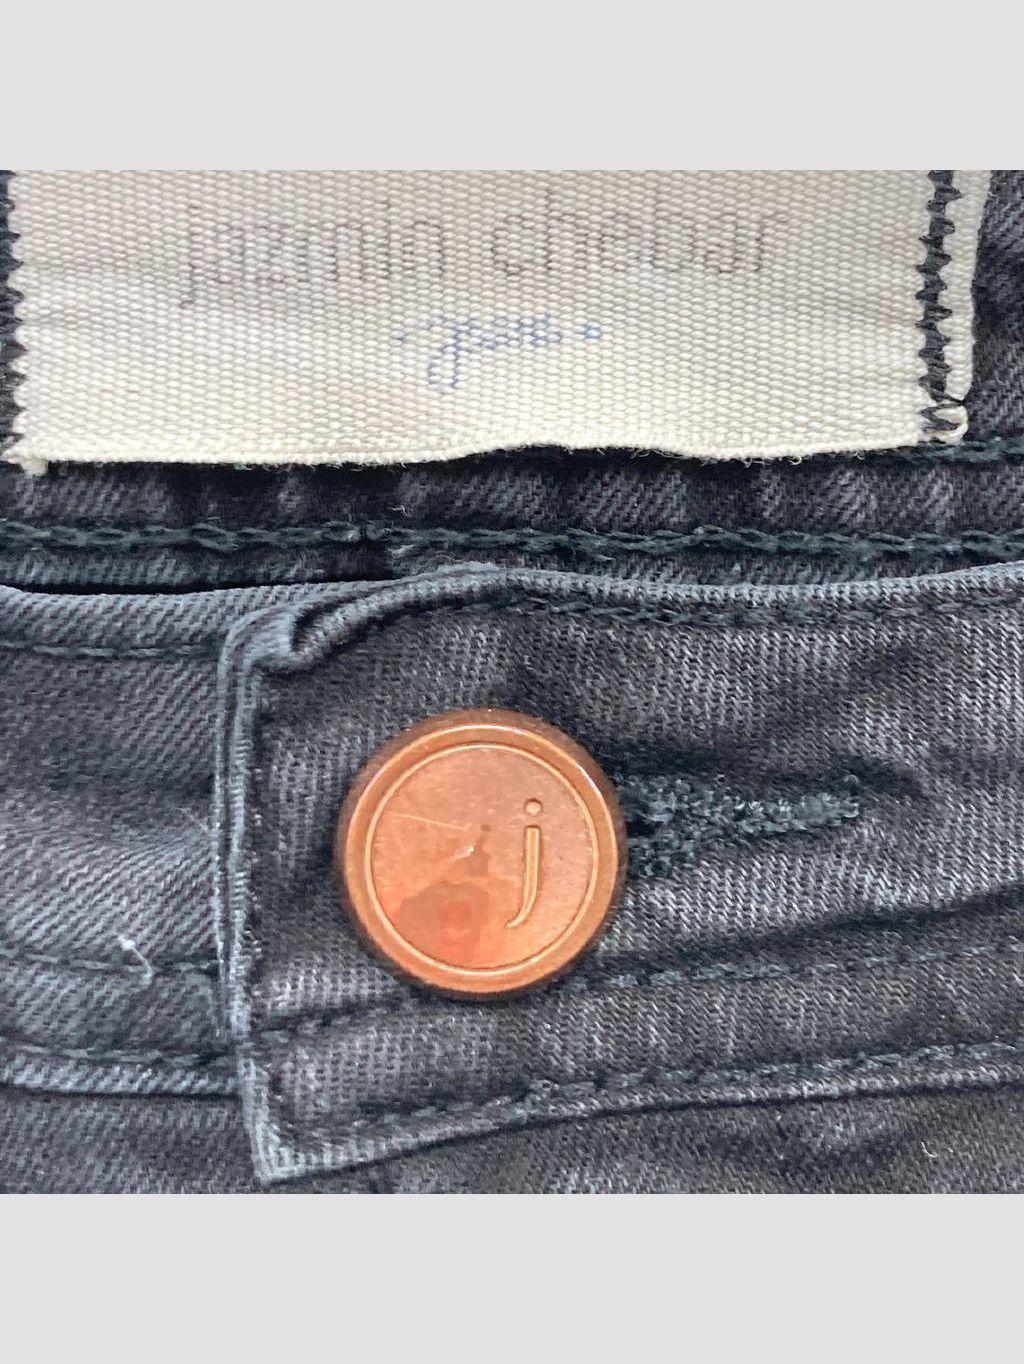 jazmin chebar
· jeans ·
j